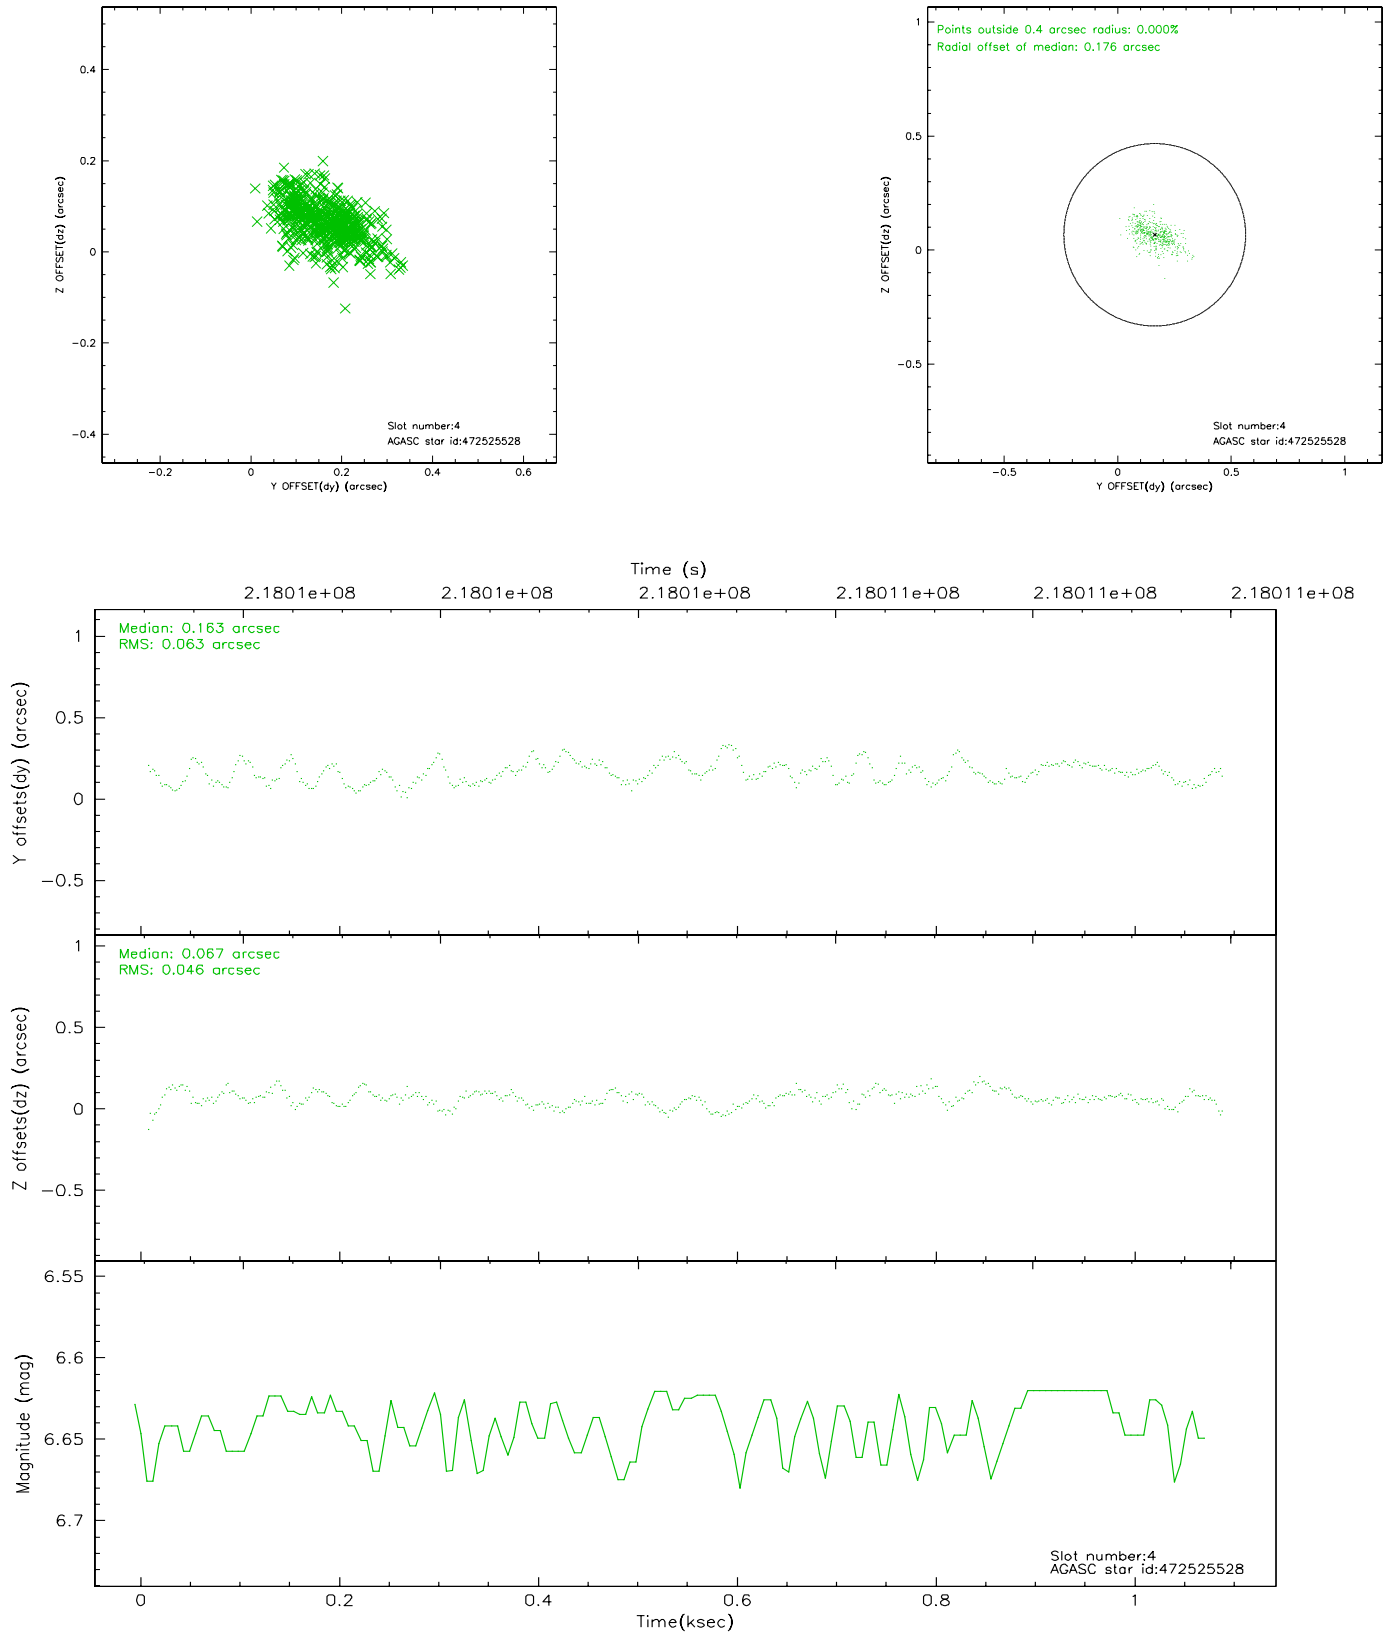 0.4
0.2
0
−0.2
−0.4
Z OFFSET(dz) (arcsec)
Slot number:4
AGASC star id:472525528
−0.2 0 0.2 0.4 0.6
Y OFFSET(dy) (arcsec)
Points outside 0.4 arcsec radius: 0.000%
Radial offset of median: 0.176 arcsec
1
0.5
0
−0.5
Z OFFSET(dz) (arcsec)
Slot number:4
AGASC star id:472525528
−0.5 0 0.5 1
Y OFFSET(dy) (arcsec)
Time (s)
2.1801e+08 2.1801e+08 2.1801e+08 2.18011e+08 2.18011e+08 2.18011e+08
Median: 0.163 arcsec
RMS: 0.063 arcsec
1
0.5
0
−0.5
Y offsets(dy) (arcsec)
Median: 0.067 arcsec
RMS: 0.046 arcsec
1
0.5
0
−0.5
Z offsets(dz) (arcsec)
6.55
6.6
6.65
6.7
Magnitude (mag)
Slot number:4
AGASC star id:472525528
0 0.2 0.4 0.6 0.8 1
Time(ksec)